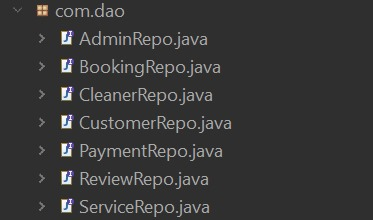 com.dao
AdminRepo.java
BookingRepo.java
CleanerRepo.java
CustomerRepo.java
PaymentRepo.java
ReviewRepo.java
ServiceRepo.java